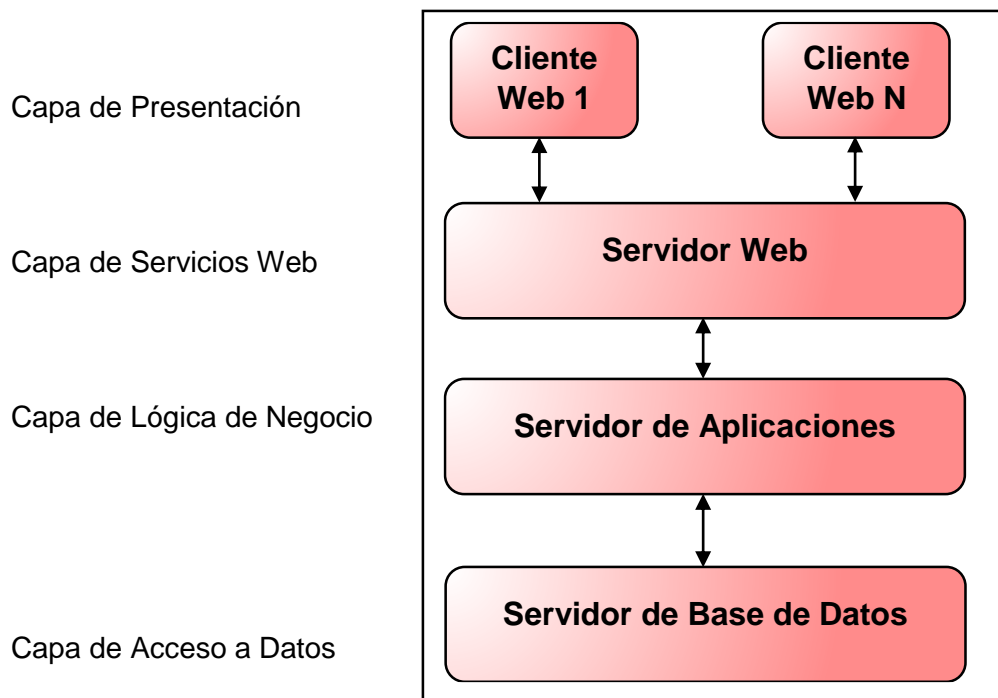 Capa de Presentación
Cliente
Web 1
Cliente
Web N
Capa de Servicios Web
Servidor Web
Capa de Lógica de Negocio
Servidor de Aplicaciones
Servidor de Base de Datos
Capa de Acceso a Datos